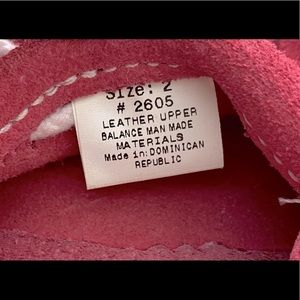 Size: 2
# 2605
LEATHER UPPER
BALANCE MAN MADE
MATERIALS
Made in: DOMINICAN
REPUBLIC